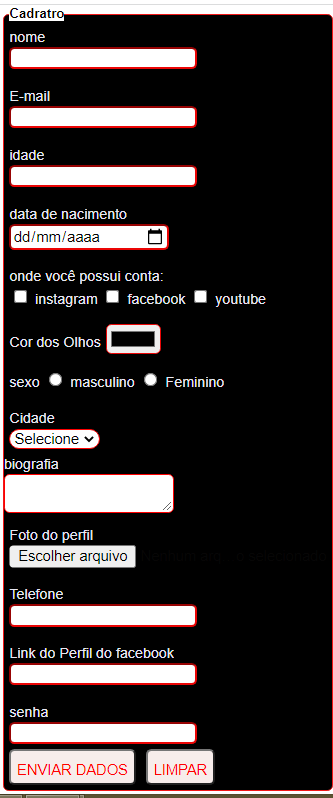 Cadratro
nome
E-mail
idade
data de nacimento
dd/mm/aaaa
onde você possui conta:
instagram facebook youtube
Cor dos Olhos
sexo masculino Feminino
Cidade
Selecione
biografia
Foto do perfil
Escolher arquivo
Telefone
Link do Perfil do facebook
senha
ENVIAR DADOS LIMPAR